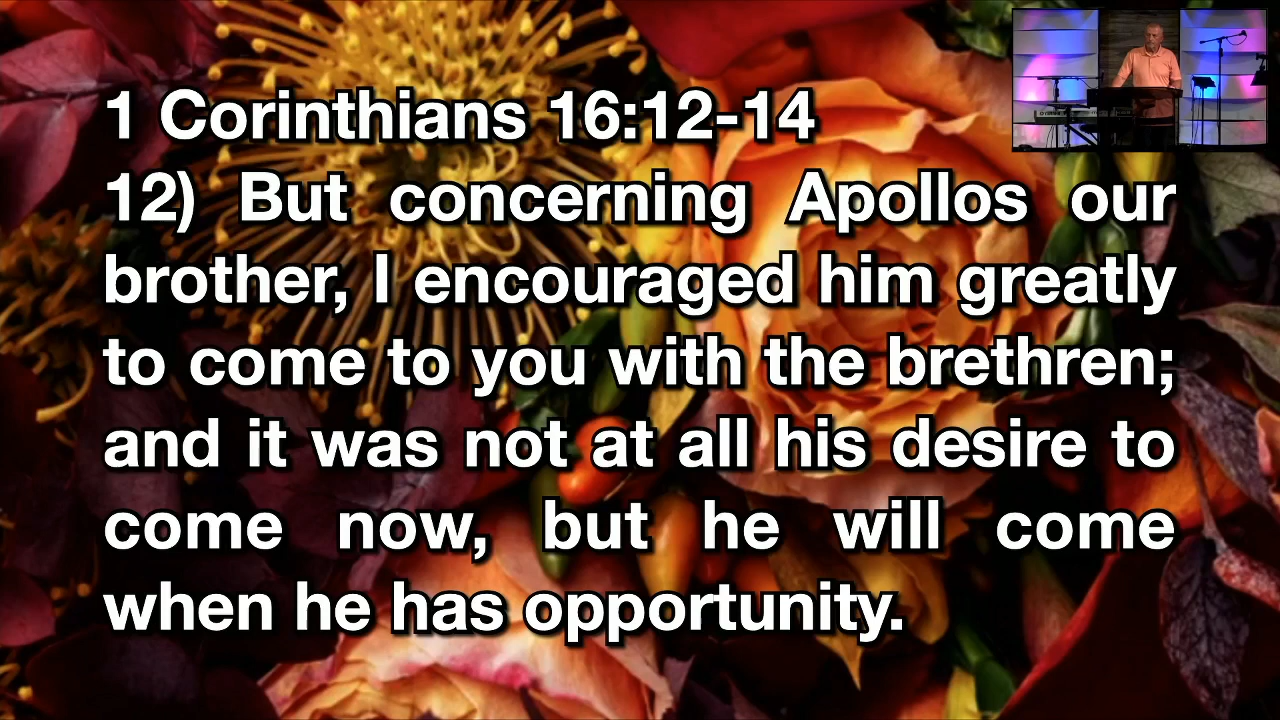 1 Corinthians 16:12-14
12) But concerning Apollos our
brother, I encouraged him greatly
to come to you with the brethren;
and it was not at all his desire to
come now, but he will come
when he has opportunity.